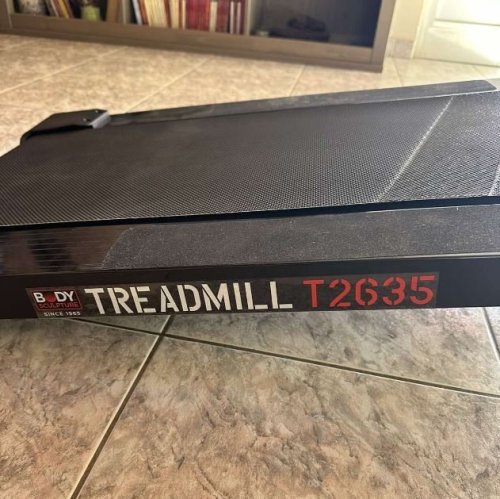 BODY
SCULPTURE
SINCE 1965
TREADMILL T2635